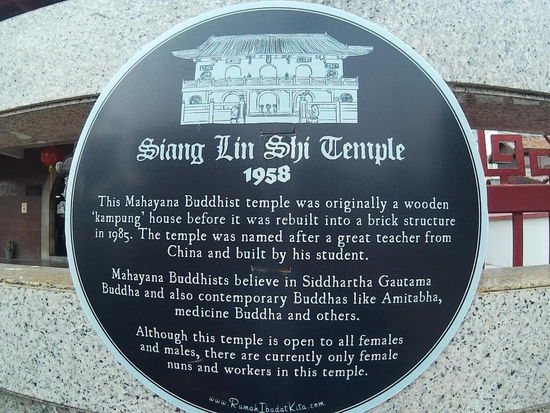 Siang Lin Shi Temple
1958
This Mahayana Buddhist temple was originally a wooden
'kampung' house before it was rebuilt into a brick structure
in 1985. The temple was named after a great teacher from
China and built by his student.
Mahayana Buddhists believe in Siddhartha Gautama
Buddha and also contemporary Buddhas like Amitabha,
medicine Buddha and others.
Although this temple is open to all females
and males, there are currently only female
nuns and workers in this temple.
www.RumahIbadatKita.com